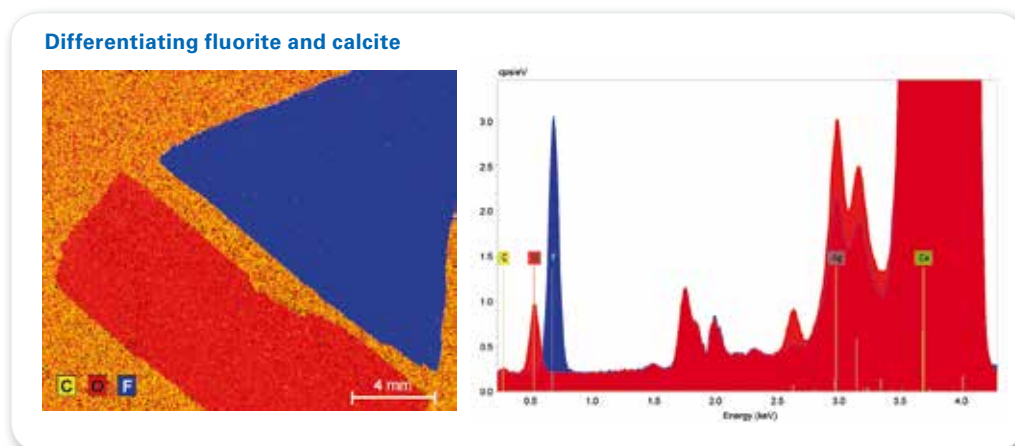 Differentiating fluorite and calcite
C O F
4 mm
cps/eV
3.0
2.5
2.0
1.5
1.0
0.5
0.0
C O F Ag Ca
0.5 1.0 1.5 2.0 2.5 3.0 3.5 4.0
Energy (keV)